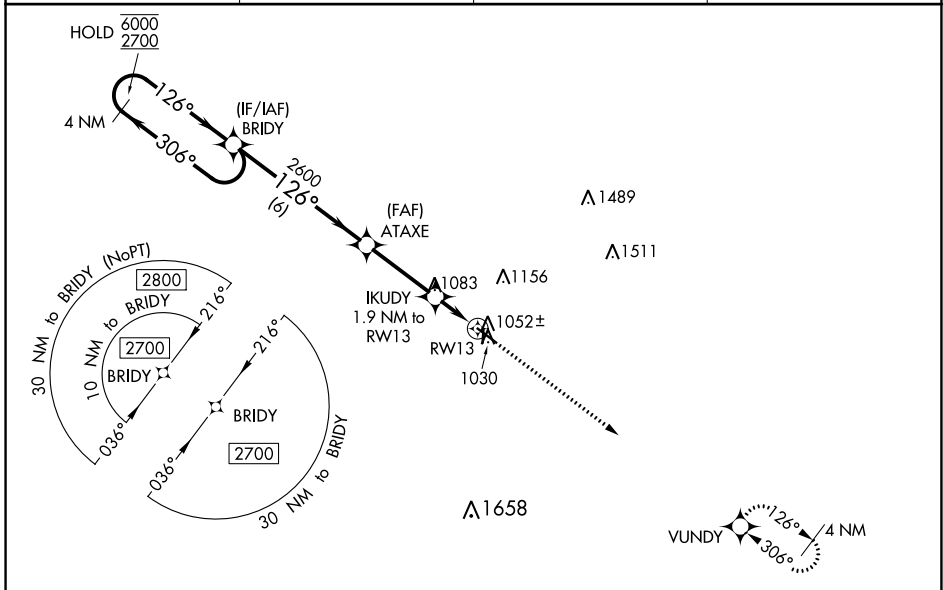 HOLD 6000
2700
126°
4 NM
306°
(IF/IAF)
BRIDY
2600
126°
(6)
(FAF)
ATAXE
1489
1511
1083
1156
IKUDY
1.9 NM to
RW13
1052±
RW13
1030
30 NM to BRIDY (NoPT)
2800
10 NM to BRIDY
216°
2700
BRIDY
036°
216°
BRIDY
2700
036°
30 NM to BRIDY
1658
VUNDY
126°
4 NM
306°